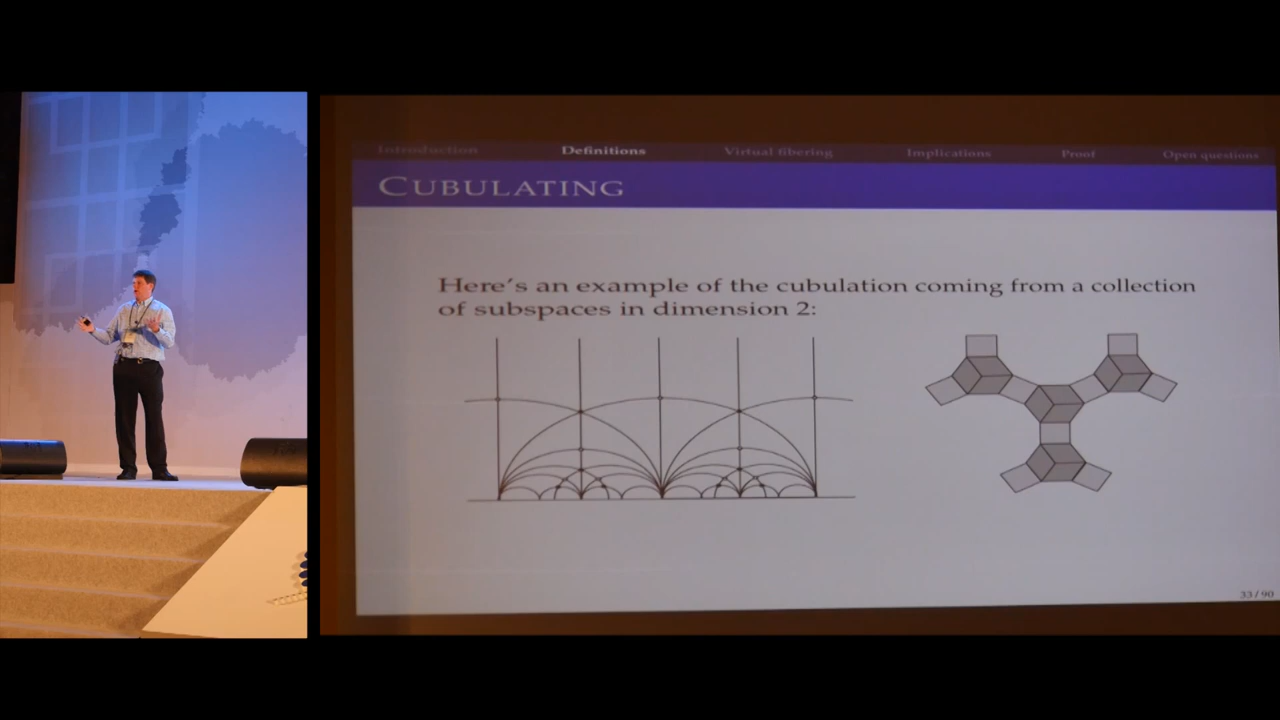 Introduction Definitions Virtual fibering Implications Proof Open questions
CUBULATING
Here's an example of the cubulation coming from a collection
of subspaces in dimension 2:
33 / 90